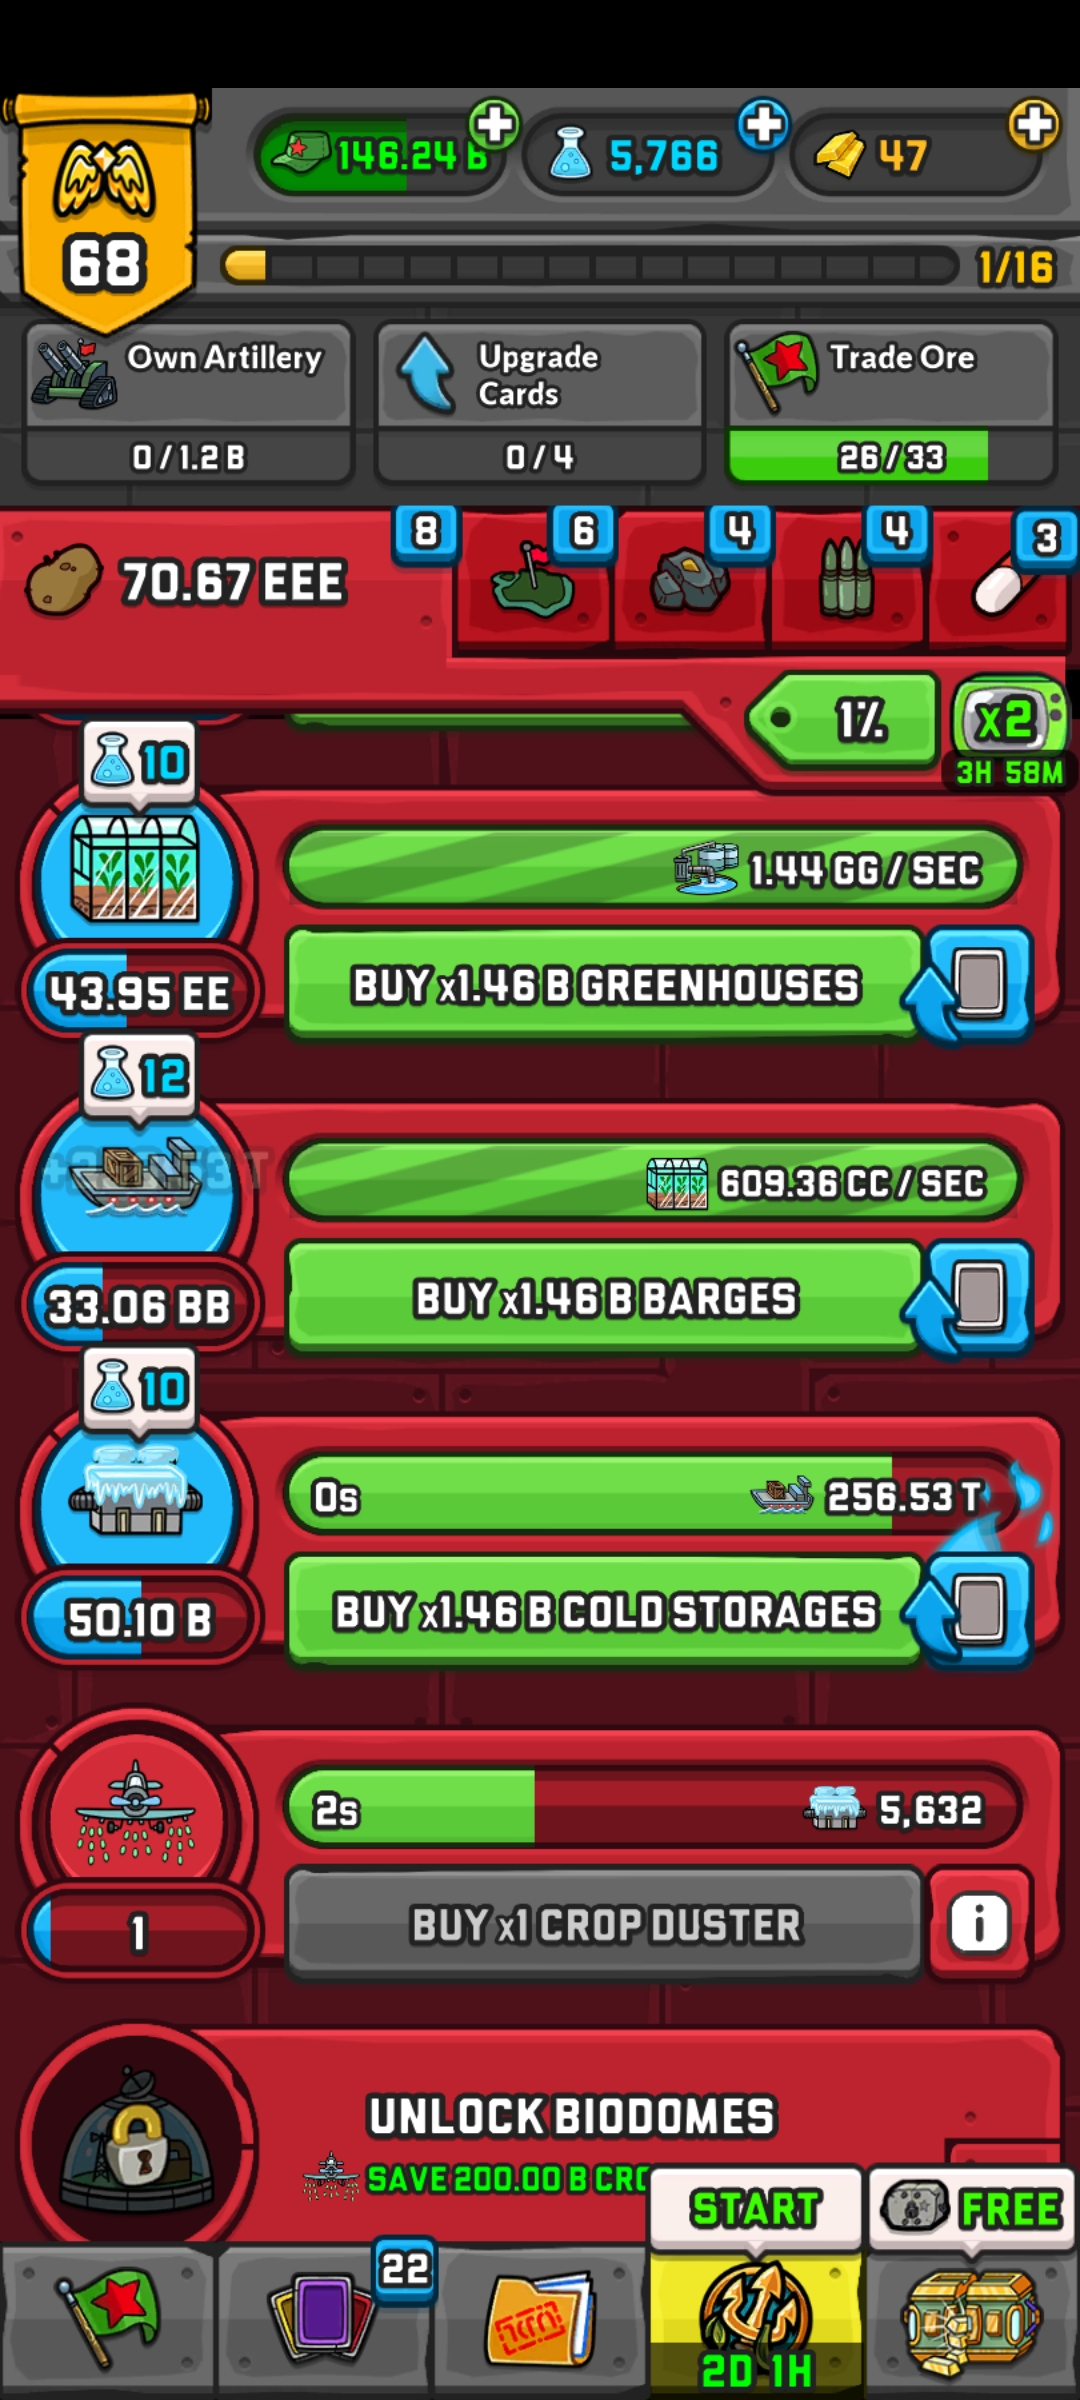 146.24 B
5,766
47
68
1/16
Own Artillery
0 / 1.2 B
Upgrade
Cards
0 / 4
Trade Ore
26 / 33
70.67 EEE
8
6
4
4
3
1%
x2
3H 58M
10
1.44 GG / SEC
43.95 EE
BUY x1.46 B GREENHOUSES
12
609.36 CC / SEC
33.06 BB
BUY x1.46 B BARGES
10
0s
256.53 T
50.10 B
BUY x1.46 B COLD STORAGES
2s
5,632
1
BUY x1 CROP DUSTER
i
UNLOCK BIODOMES
SAVE 200.00 B CRO
START
FREE
22
2D 1H